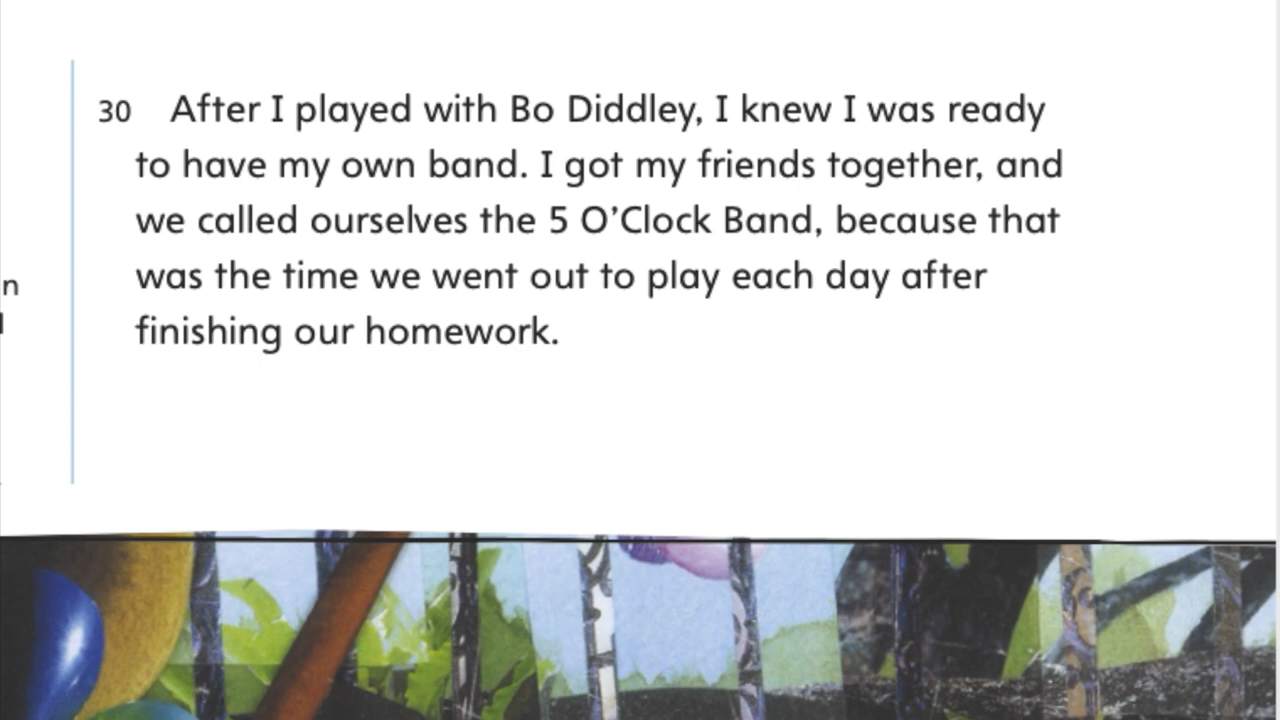 30 After I played with Bo Diddley, I knew I was ready
to have my own band. I got my friends together, and
we called ourselves the 5 O'Clock Band, because that
was the time we went out to play each day after
finishing our homework.
n